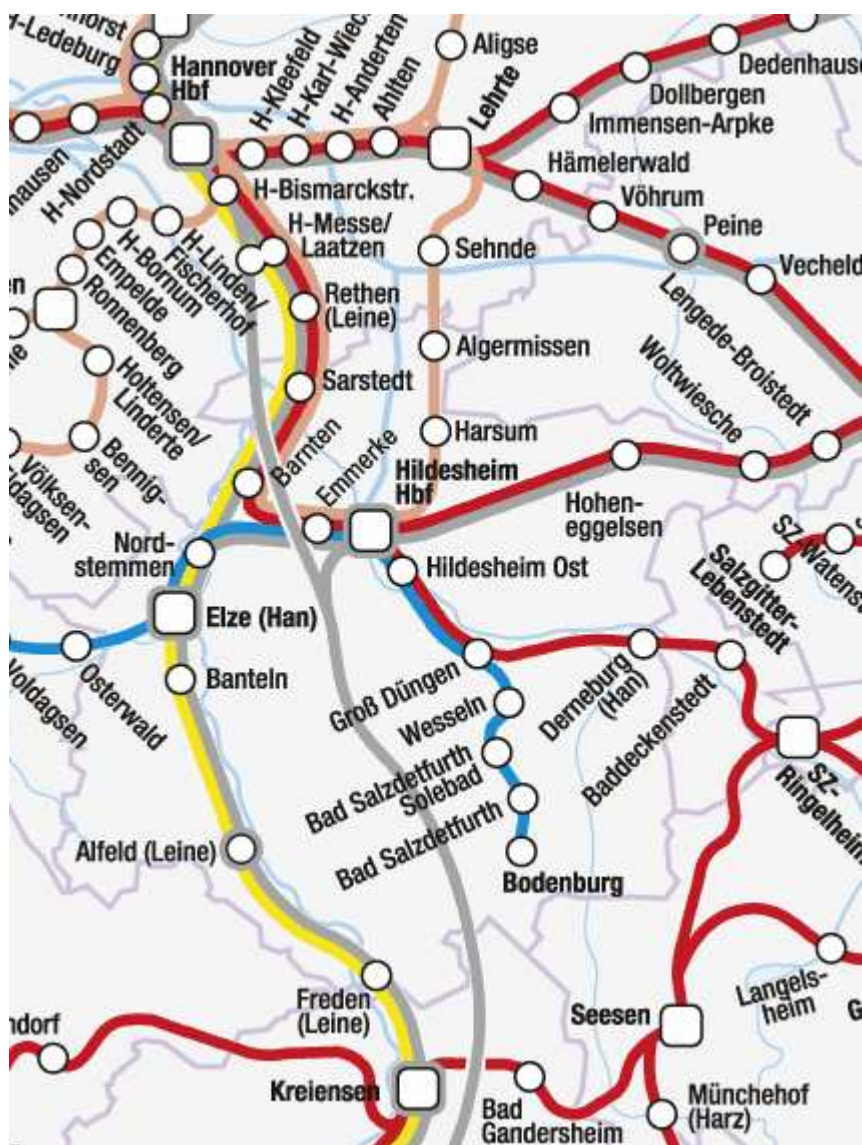 H-Ledeburg
Hannover
Hbf
H-Nordstadt
H-Kleefeld
H-Anderten
Ahlten
Aligse
Lehrte
Dedenhause
Dollbergen
Immensen-Arpke
Hämelerwald
Vöhrum
Peine
Vecheld
H-Bismarckstr.
H-Messe/
Laatzen
H-Linden/
Fischerhof
H-Bornum
Empelde
Ronnenberg
Holtensen/
Linderte
Bennig-
sen
Völksen-
Rethen
(Leine)
Sarstedt
Barnten
Emmerke
Sehnde
Algermissen
Harsum
Hildesheim
Hbf
Lengede-Broistedt
Woltwiesche
Hohen-
eggelsen
Nord-
stemmen
Elze (Han)
Osterwald
Voldagsen
Banteln
Hildesheim Ost
Groß Düngen
Wesseln
Bad Salzdetfurth
Solebad
Bad Salzdetfurth
Bodenburg
Derneburg
(Han)
Baddeckenstedt
Salzgitter-
Lebenstedt
SZ-Watens
SZ-
Ringelheim
Alfeld (Leine)
Freden
(Leine)
Kreiensen
Bad
Gandersheim
Seesen
Langels-
heim
Münchehof
(Harz)